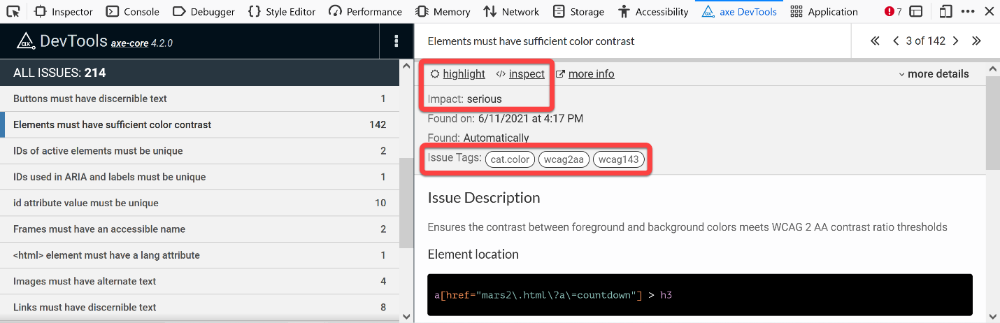 Inspector Console Debugger Style Editor Performance Memory Network Storage Accessibility axe DevTools Application 7
ax DevTools axe-core 4.2.0
ALL ISSUES: 214
Buttons must have discernible text 1
Elements must have sufficient color contrast 142
IDs of active elements must be unique 2
IDs used in ARIA and labels must be unique 1
id attribute value must be unique 10
Frames must have an accessible name 2
<html> element must have a lang attribute 1
Images must have alternate text 4
Links must have discernible text 8
Elements must have sufficient color contrast 3 of 142
highlight inspect more info more details
Impact: serious
Found on: 6/11/2021 at 4:17 PM
Found: Automatically
Issue Tags: cat.color wcag2aa wcag143
Issue Description
Ensures the contrast between foreground and background colors meets WCAG 2 AA contrast ratio thresholds
Element location
a[href="mars2\.html\?a\=countdown"] > h3